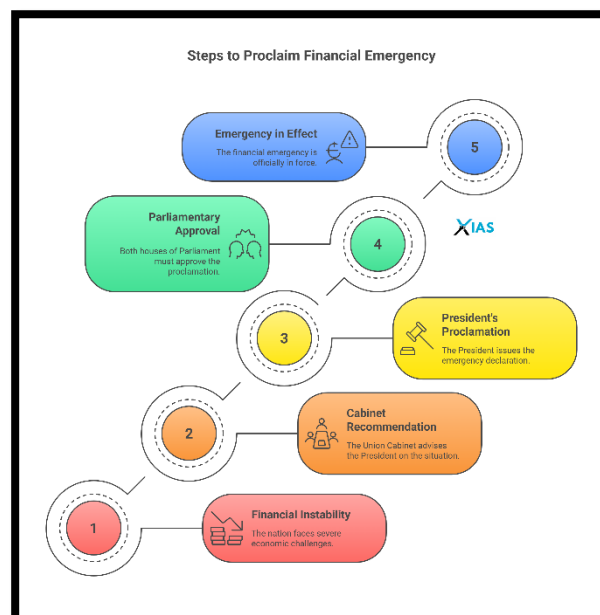 Steps to Proclaim Financial Emergency
Emergency in Effect
The financial emergency is
officially in force.
5
Parliamentary
Approval
Both houses of Parliament
must approve the
proclamation.
4
XIAS
3
President's
Proclamation
The President issues the
emergency declaration.
2
Cabinet
Recommendation
The Union Cabinet advises
the President on the situation.
1
Financial Instability
The nation faces severe
economic challenges.